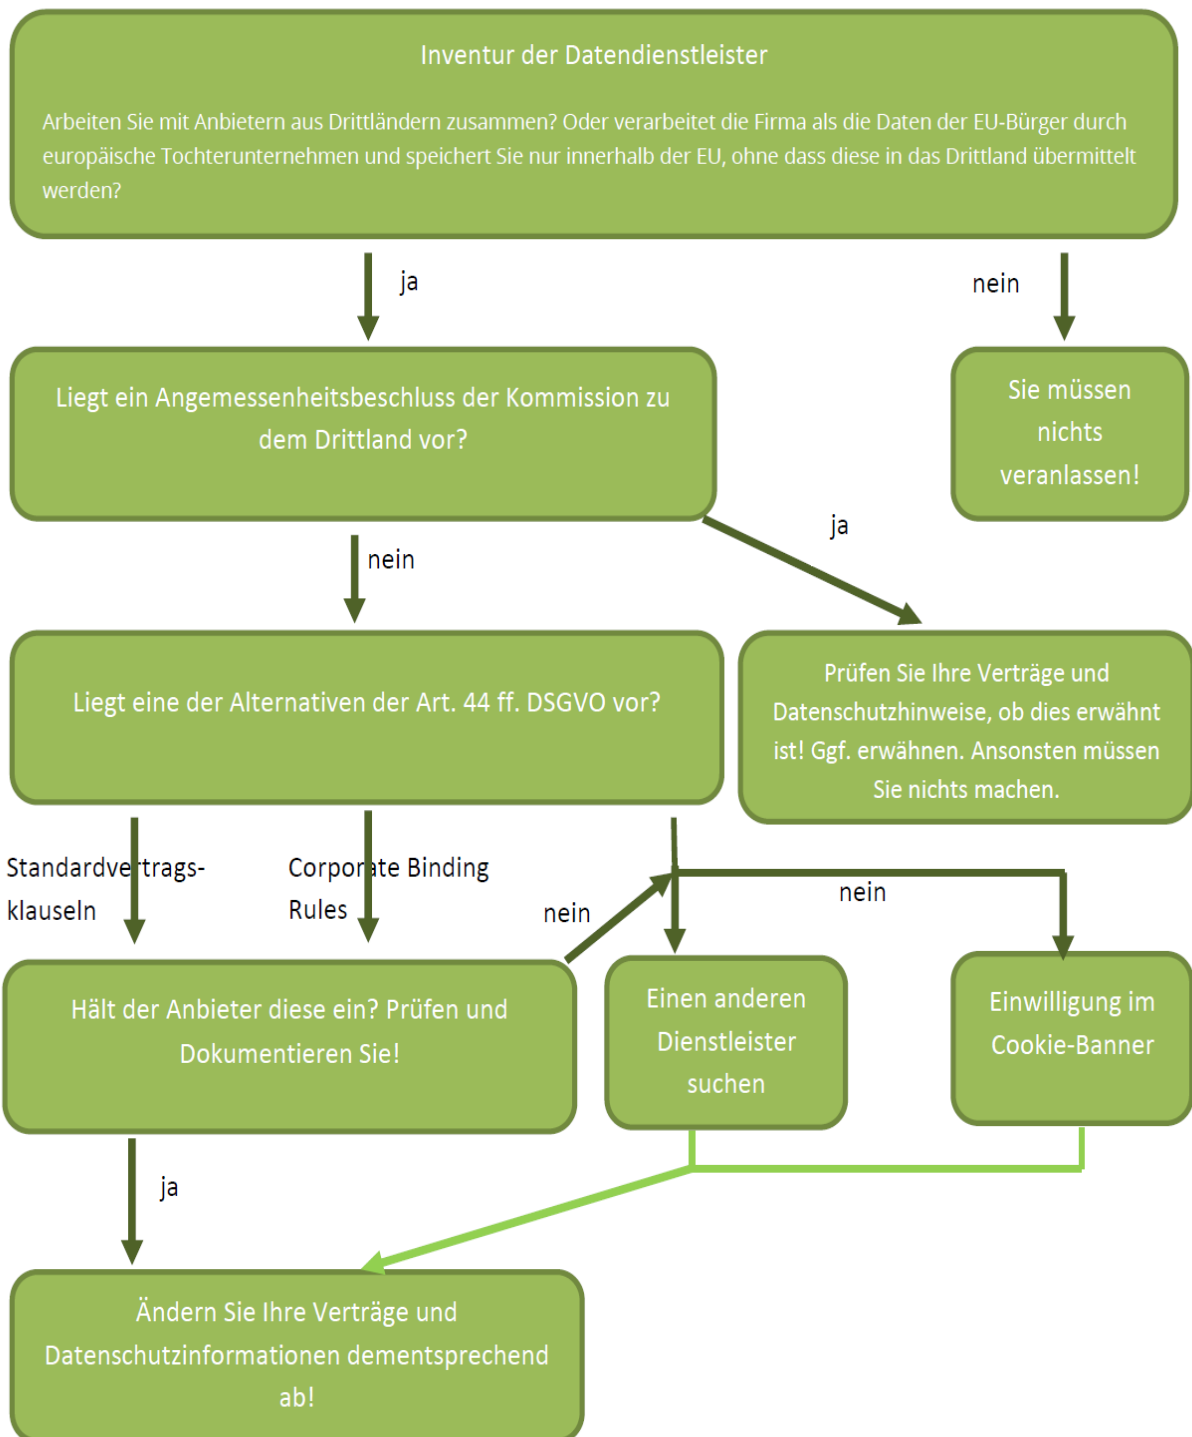 Inventur der Datendienstleister
Arbeiten Sie mit Anbietern aus Drittländern zusammen? Oder verarbeitet die Firma als die Daten der EU-Bürger durch
europäische Tochterunternehmen und speichert Sie nur innerhalb der EU, ohne dass diese in das Drittland übermittelt
werden?
ja
nein
Liegt ein Angemessenheitsbeschluss der Kommission zu
dem Drittland vor?
Sie müssen
nichts
veranlassen!
ja
nein
Liegt eine der Alternativen der Art. 44 ff. DSGVO vor?
Prüfen Sie Ihre Verträge und
Datenschutzhinweise, ob dies erwähnt
ist! Ggf. erwähnen. Ansonsten müssen
Sie nichts machen.
Standardvertrags-
klauseln
Corporate Binding
Rules
nein
nein
Hält der Anbieter diese ein? Prüfen und
Dokumentieren Sie!
Einen anderen
Dienstleister
suchen
Einwilligung im
Cookie-Banner
ja
Ändern Sie Ihre Verträge und
Datenschutzinformationen dementsprechend
ab!